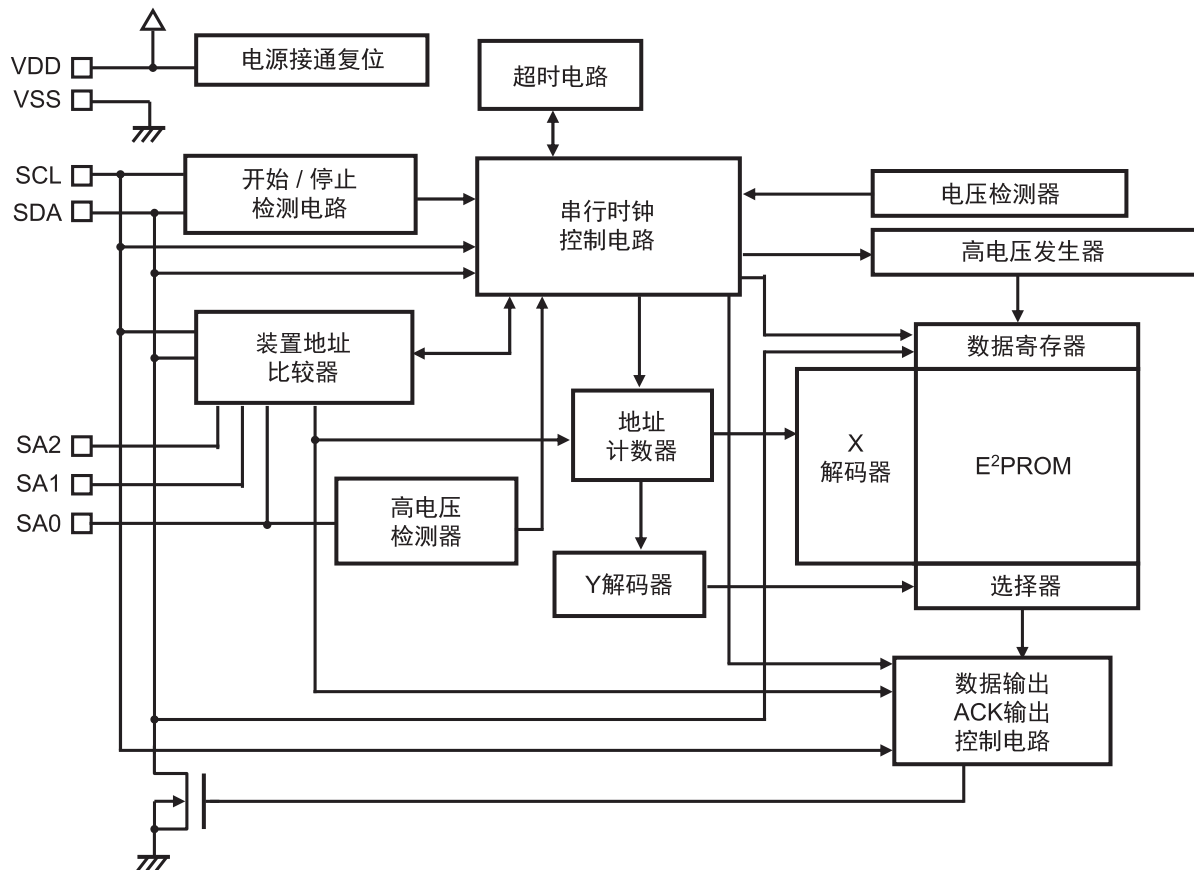 VDD
电源接通复位
VSS
超时电路
SCL
SDA
开始 / 停止
检测电路
串行时钟
控制电路
电压检测器
高电压发生器
装置地址
比较器
数据寄存器
SA2
SA1
SA0
地址
计数器
X
解码器
E²PROM
高电压
检测器
Y解码器
选择器
数据输出
ACK输出
控制电路